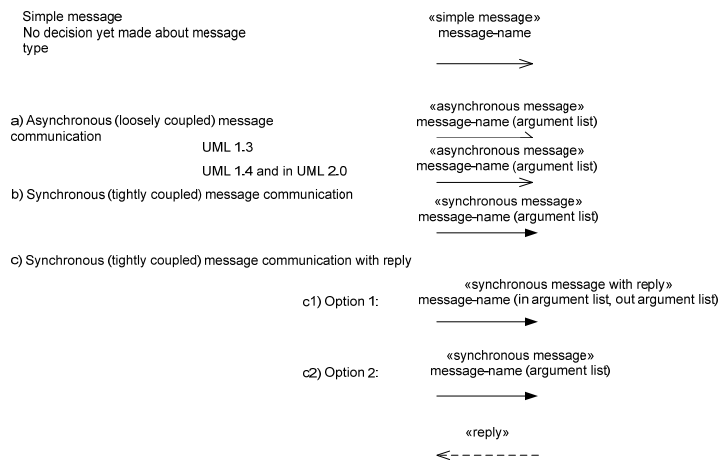 Simple message
No decision yet made about message
type
«simple message»
message-name
a) Asynchronous (loosely coupled) message
communication
«asynchronous message»
message-name (argument list)
UML 1.3
«asynchronous message»
message-name (argument list)
UML 1.4 and in UML 2.0
b) Synchronous (tightly coupled) message communication
«synchronous message»
message-name (argument list)
c) Synchronous (tightly coupled) message communication with reply
«synchronous message with reply»
c1) Option 1:
message-name (in argument list, out argument list)
«synchronous message»
c2) Option 2:
message-name (argument list)
«reply»